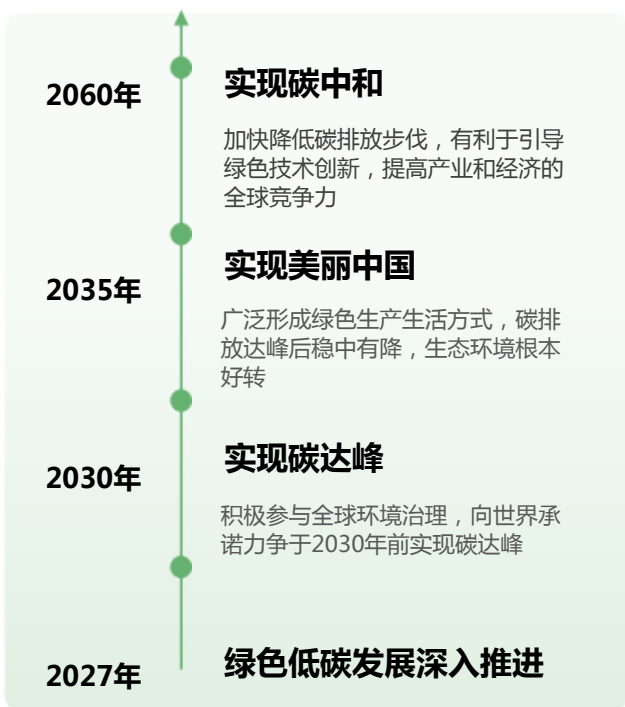 2060年
实现碳中和
加快降低碳排放步伐，有利于引导
绿色技术创新，提高产业和经济的
全球竞争力
2035年
实现美丽中国
广泛形成绿色生产生活方式，碳排
放达峰后稳中有降，生态环境根本
好转
2030年
实现碳达峰
积极参与全球环境治理，向世界承
诺力争于2030年前实现碳达峰
2027年
绿色低碳发展深入推进